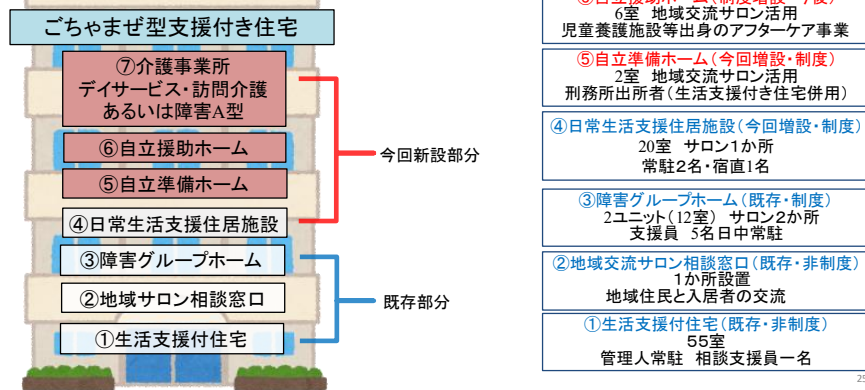 ごちゃまぜ型支援付き住宅
⑦介護事業所
デイサービス・訪問介護
あるいは障害A型
⑥自立援助ホーム
⑤自立準備ホーム
④日常生活支援住居施設
③障害グループホーム
②地域サロン相談窓口
①生活支援付住宅
今回新設部分
既存部分
6室 地域交流サロン活用
児童養護施設等出身のアフターケア事業
⑤自立準備ホーム(今回増設・制度)
2室 地域交流サロン活用
刑務所出所者(生活支援付き住宅併用)
④日常生活支援住居施設(今回増設・制度)
20室 サロン1か所
常駐2名・宿直1名
③障害グループホーム(既存・制度)
2ユニット(12室) サロン2か所
支援員 5名日中常駐
②地域交流サロン相談窓口(既存・非制度)
1か所設置
地域住民と入居者の交流
①生活支援付住宅(既存・非制度)
55室
管理人常駐 相談支援員一名